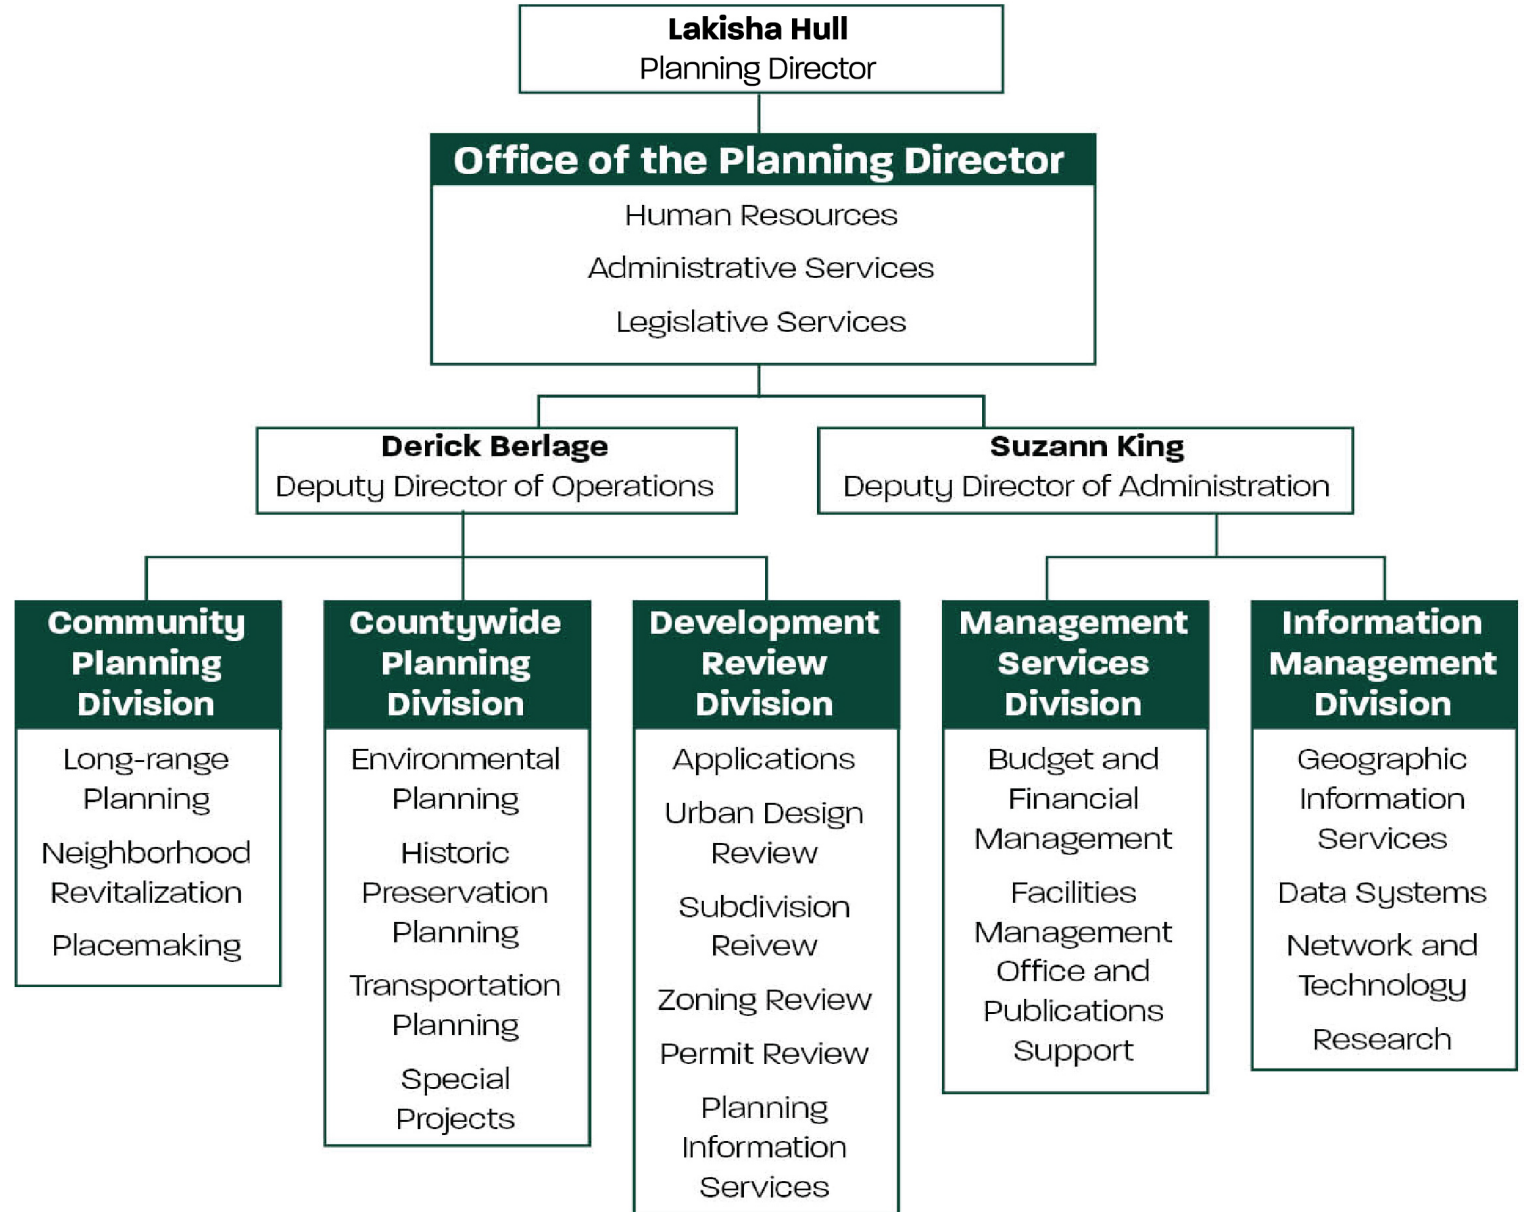 Lakisha Hull
Planning Director
Office of the Planning Director
Human Resources
Administrative Services
Legislative Services
Derick Berlage
Deputy Director of Operations
Suzann King
Deputy Director of Administration
Community
Planning
Division
Long-range
Planning
Neighborhood
Revitalization
Placemaking
Countywide
Planning
Division
Environmental
Planning
Historic
Preservation
Planning
Transportation
Planning
Special
Projects
Development
Review
Division
Applications
Urban Design
Review
Subdivision
Reivew
Zoning Review
Permit Review
Planning
Information
Services
Management
Services
Division
Budget and
Financial
Management
Facilities
Management
Office and
Publications
Support
Information
Management
Division
Geographic
Information
Services
Data Systems
Network and
Technology
Research